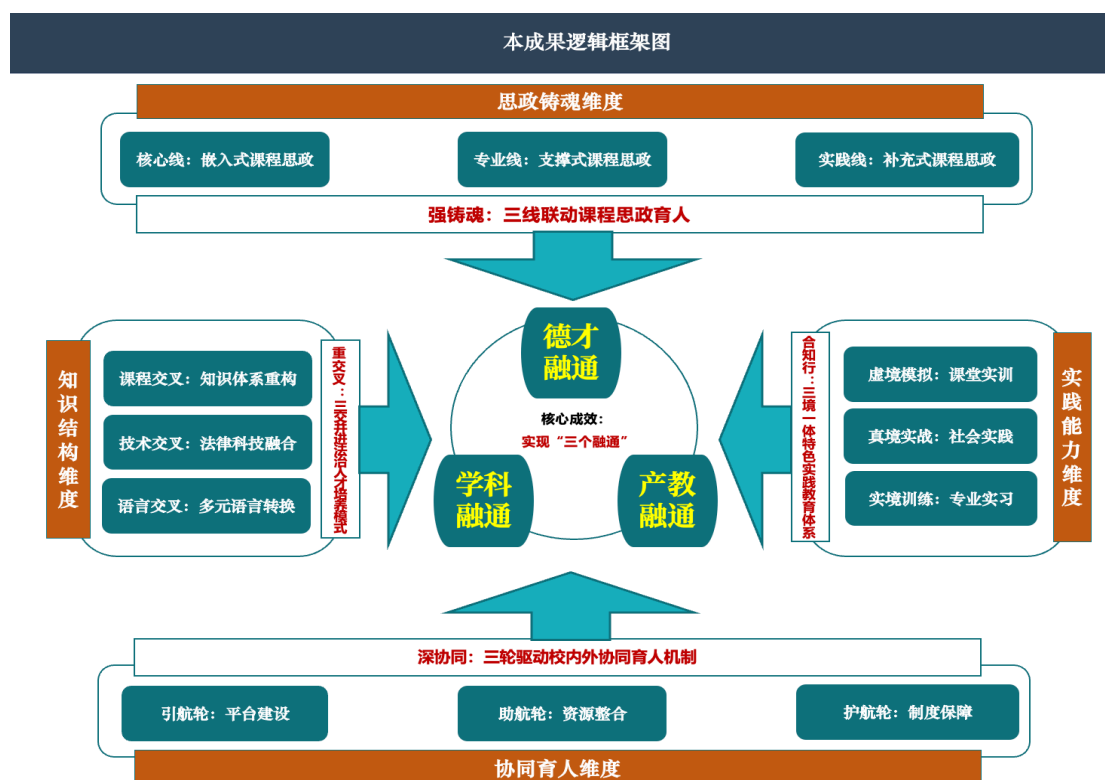 本成果逻辑框架图
思政铸魂维度
核心线：嵌入式课程思政
专业线：支撑式课程思政
实践线：补充式课程思政
强铸魂：三线联动课程思政育人
知识结构维度
课程交叉：知识体系重构
技术交叉：法律科技融合
语言交叉：多元语言转换
重交叉：三交并进法治人才培养模式
德才
融通
核心成效：
实现“三个融通”
学科
融通
产教
融通
合知行：三境一体特色实践教育体系
虚境模拟：课堂实训
真境实战：社会实践
实境训练：专业实习
实践能力维度
深协同：三轮驱动校内外协同育人机制
引航轮：平台建设
助航轮：资源整合
护航轮：制度保障
协同育人维度